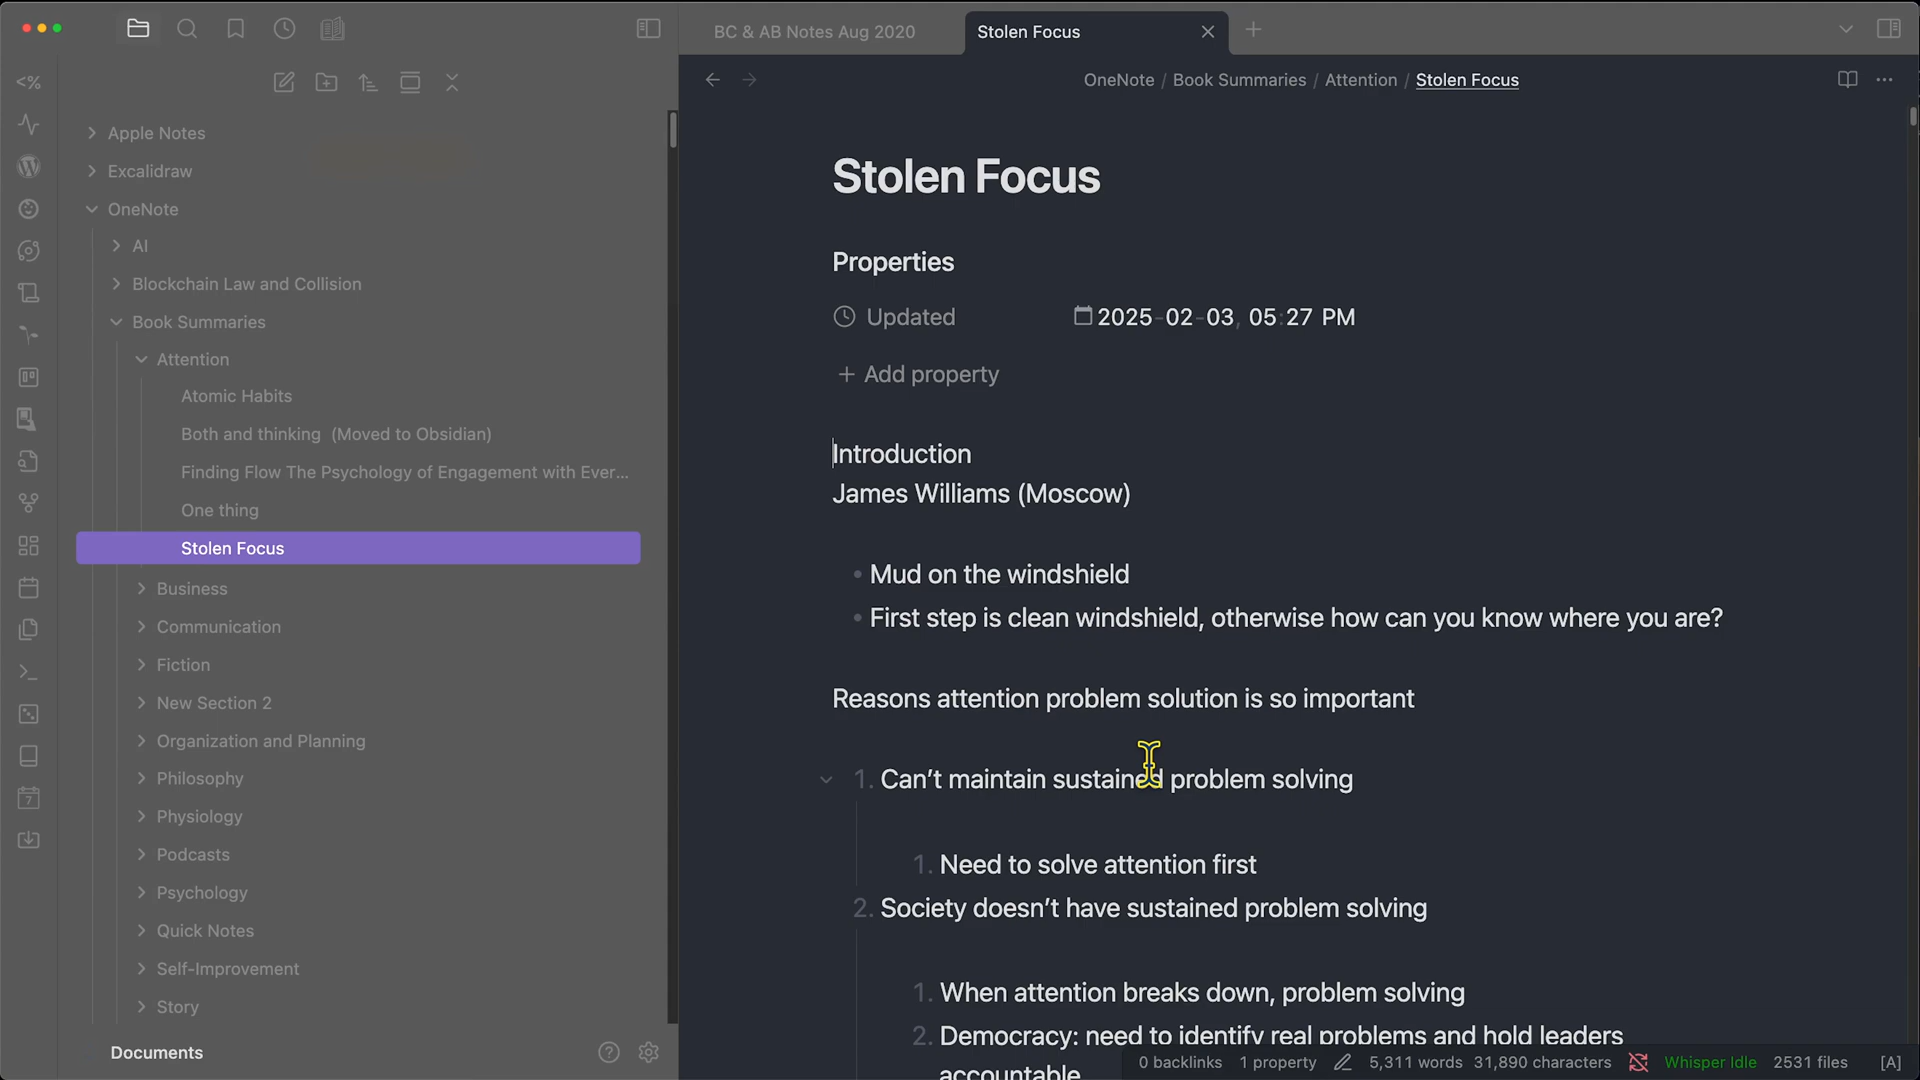 BC & AB Notes Aug 2020
Stolen Focus
<%
OneNote / Book Summaries / Attention / Stolen Focus
Apple Notes
Excalidraw
OneNote
AI
Blockchain Law and Collision
Book Summaries
Attention
Atomic Habits
Both and thinking (Moved to Obsidian)
Finding Flow The Psychology of Engagement with Ever...
One thing
Stolen Focus
Business
Communication
Fiction
New Section 2
Organization and Planning
Philosophy
Physiology
Podcasts
Psychology
Quick Notes
Self-Improvement
Story
Documents
Stolen Focus
Properties
Updated 2025-02-03, 05:27 PM
+ Add property
Introduction
James Williams (Moscow)
• Mud on the windshield
• First step is clean windshield, otherwise how can you know where you are?
Reasons attention problem solution is so important
1. Can't maintain sustained problem solving
1. Need to solve attention first
2. Society doesn't have sustained problem solving
1. When attention breaks down, problem solving
2. Democracy: need to identify real problems and hold leaders
accountable
0 backlinks 1 property 5,311 words 31,890 characters Whisper Idle 2531 files [A]